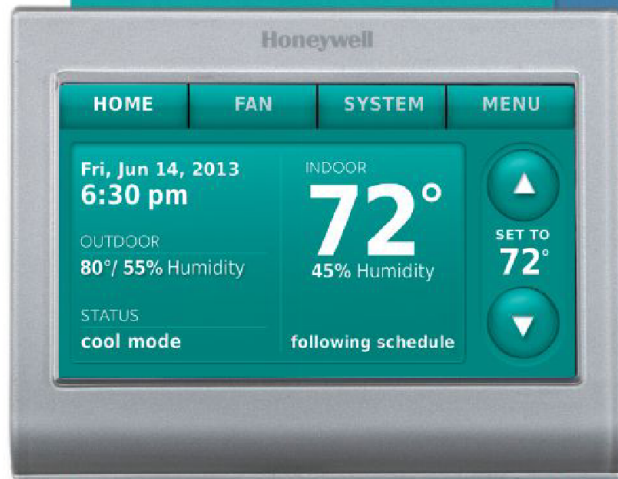 Honeywell
HOME FAN SYSTEM MENU
Fri, Jun 14, 2013
6:30 pm
OUTDOOR
80°/ 55% Humidity
STATUS
cool mode
INDOOR
72°
45% Humidity
following schedule
SET TO
72°